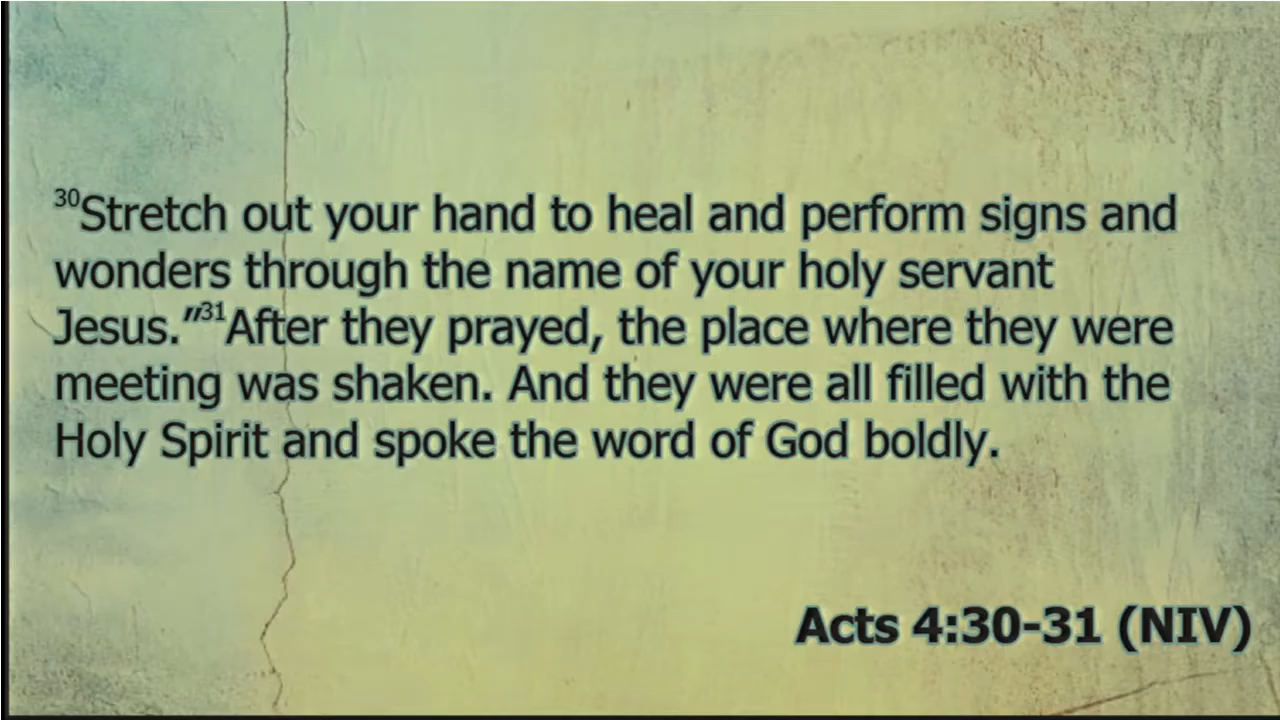 ³⁰Stretch out your hand to heal and perform signs and
wonders through the name of your holy servant
Jesus.”³¹After they prayed, the place where they were
meeting was shaken. And they were all filled with the
Holy Spirit and spoke the word of God boldly.
Acts 4:30-31 (NIV)